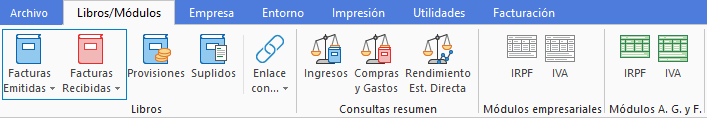 Archivo Libros/Módulos Empresa Entorno Impresión Utilidades Facturación
Facturas Emitidas
Facturas Recibidas
Provisiones
Suplidos
Enlace con...
Libros
Ingresos
Compras y Gastos
Rendimiento Est. Directa
Consultas resumen
IRPF
IVA
Módulos empresariales
IRPF
IVA
Módulos A. G. y F.